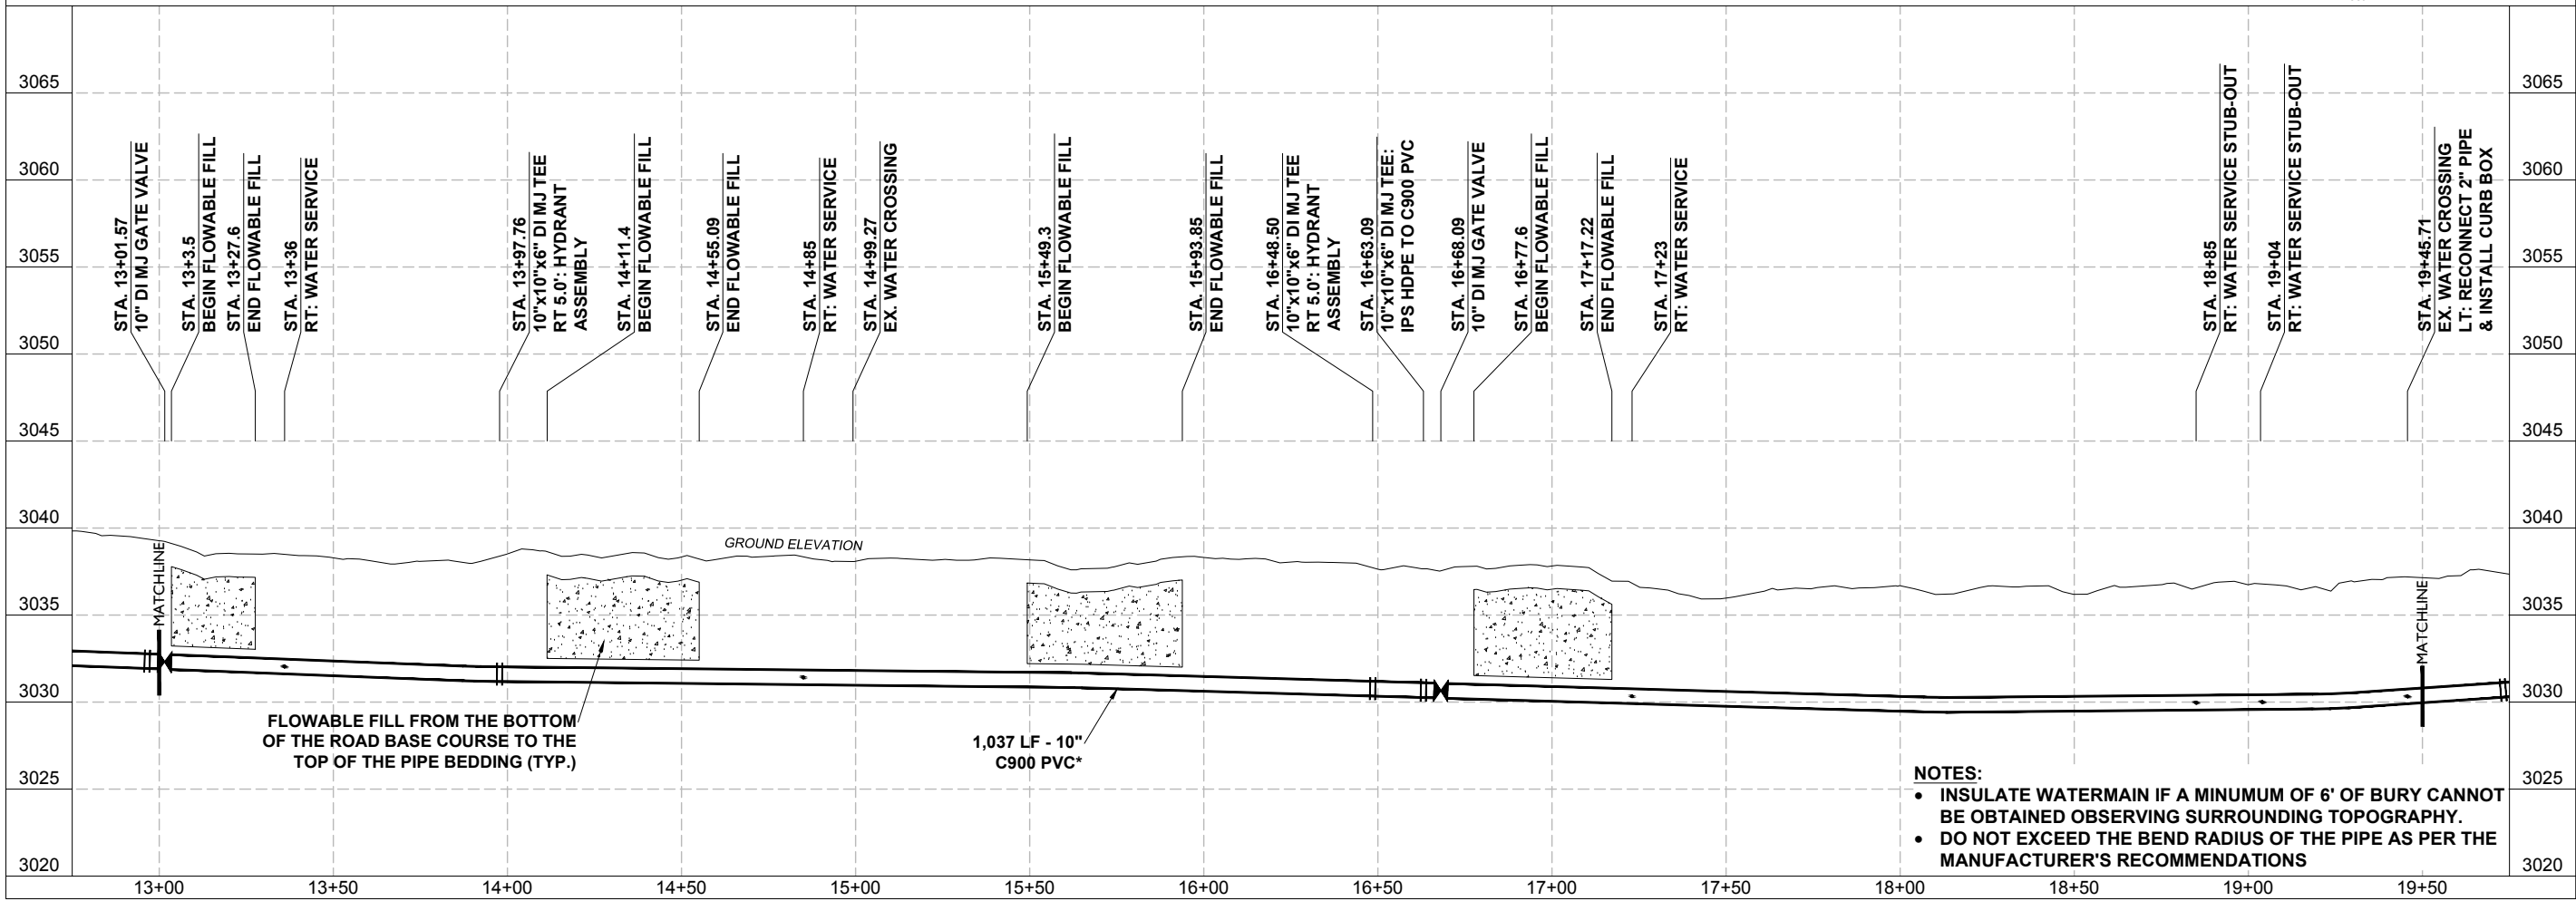 3065
3060
3055
3050
3045
3040
3035
3030
3025
3020
STA. 13+01.57
10" DI MJ GATE VALVE
STA. 13+3.5
BEGIN FLOWABLE FILL
STA. 13+27.6
END FLOWABLE FILL
STA. 13+36
RT: WATER SERVICE
STA. 13+97.76
10"x10"x6" DI MJ TEE
RT 5.0': HYDRANT
ASSEMBLY
STA. 14+11.4
BEGIN FLOWABLE FILL
STA. 14+55.09
END FLOWABLE FILL
STA. 14+85
RT: WATER SERVICE
STA. 14+99.27
EX. WATER CROSSING
STA. 15+49.3
BEGIN FLOWABLE FILL
STA. 15+93.85
END FLOWABLE FILL
STA. 16+48.50
10"x10"x6" DI MJ TEE
RT 5.0': HYDRANT
ASSEMBLY
STA. 16+63.09
10"x10"x6" DI MJ TEE:
IPS HDPE TO C900 PVC
STA. 16+68.09
10" DI MJ GATE VALVE
STA. 16+77.6
BEGIN FLOWABLE FILL
STA. 17+17.22
END FLOWABLE FILL
STA. 17+23
RT: WATER SERVICE
STA. 18+85
RT: WATER SERVICE STUB-OUT
STA. 19+04
RT: WATER SERVICE STUB-OUT
STA. 19+45.71
EX. WATER CROSSING
LT: RECONNECT 2" PIPE
& INSTALL CURB BOX
3065
3060
3055
3050
3045
3040
3035
3030
3025
3020
GROUND ELEVATION
MATCHLINE
MATCHLINE
FLOWABLE FILL FROM THE BOTTOM
OF THE ROAD BASE COURSE TO THE
TOP OF THE PIPE BEDDING (TYP.)
1,037 LF - 10"
C900 PVC*
NOTES:
• INSULATE WATERMAIN IF A MINUMUM OF 6' OF BURY CANNOT
BE OBTAINED OBSERVING SURROUNDING TOPOGRAPHY.
• DO NOT EXCEED THE BEND RADIUS OF THE PIPE AS PER THE
MANUFACTURER'S RECOMMENDATIONS
13+00
13+50
14+00
14+50
15+00
15+50
16+00
16+50
17+00
17+50
18+00
18+50
19+00
19+50